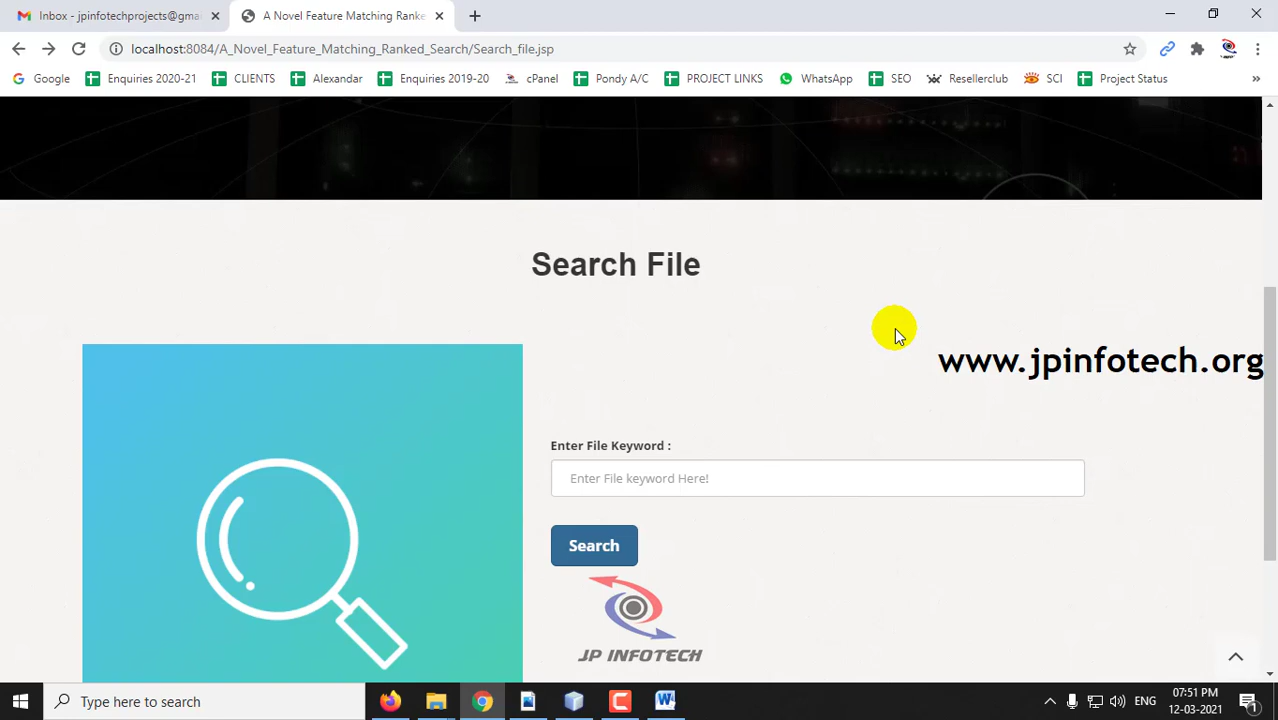 Inbox - jpinfotechprojects@gma
A Novel Feature Matching Ranke
localhost:8084/A_Novel_Feature_Matching_Ranked_Search/Search_file.jsp
Google Enquiries 2020-21 CLIENTS Alexandar Enquiries 2019-20 cPanel Pondy A/C PROJECT LINKS WhatsApp SEO Resellerclub SCI Project Status »
Search File
www.jpinfotech.org
Enter File Keyword :
Enter File keyword Here!
Search
JP INFOTECH
Type here to search
ENG
07:51 PM
12-03-2021
1